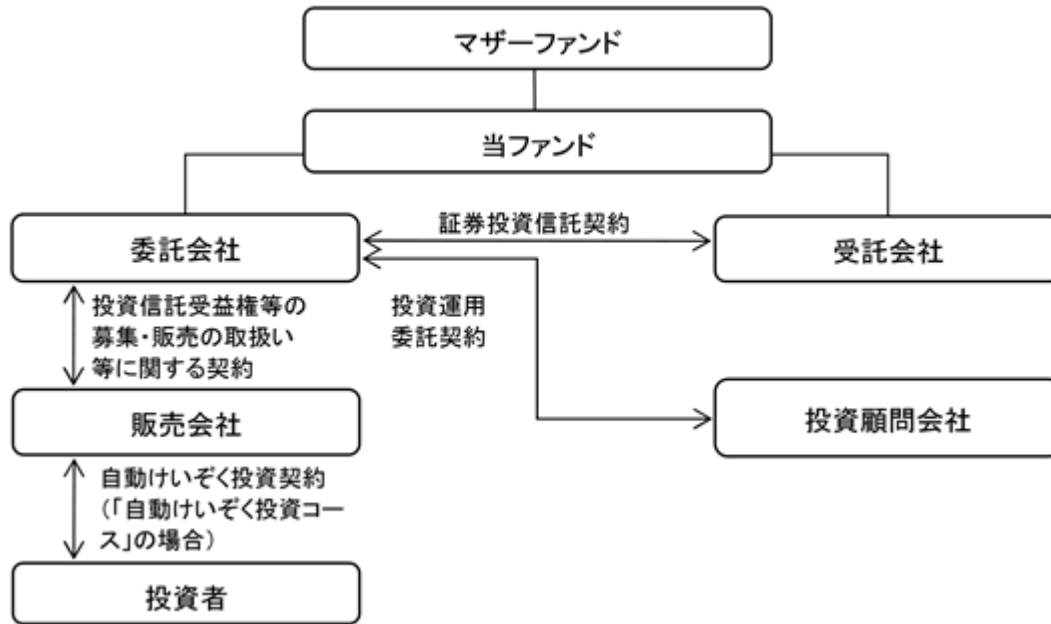 マザーファンド
当ファンド
委託会社
証券投資信託契約
受託会社
投資信託受益権等の
募集・販売の取扱い
等に関する契約
投資運用
委託契約
販売会社
投資顧問会社
自動けいぞく投資契約
(「自動けいぞく投資コー
ス」の場合)
投資者